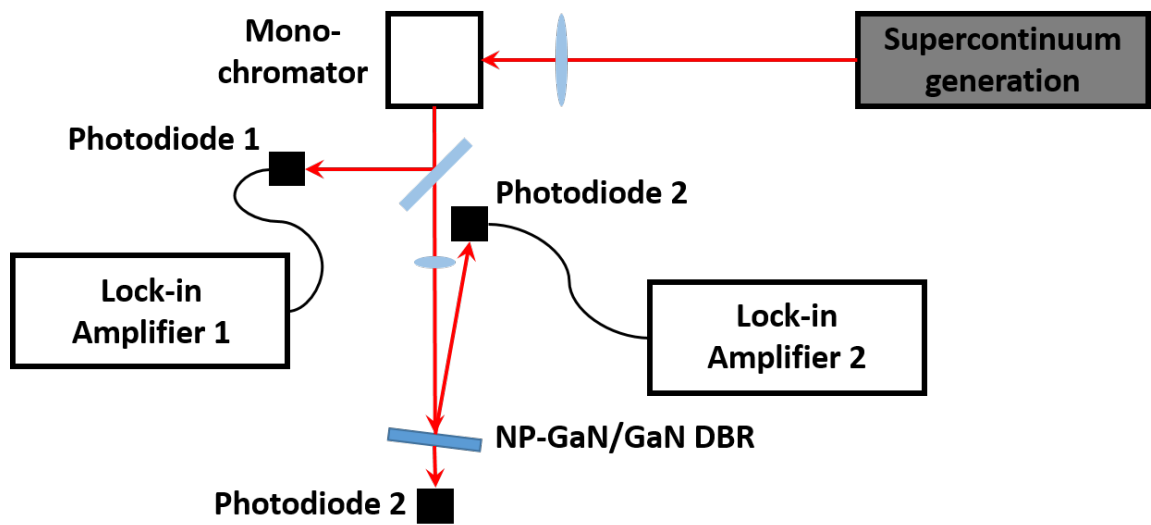 Mono-
chromator
Supercontinuum
generation
Photodiode 1
Photodiode 2
Lock-in
Amplifier 1
Lock-in
Amplifier 2
NP-GaN/GaN DBR
Photodiode 2